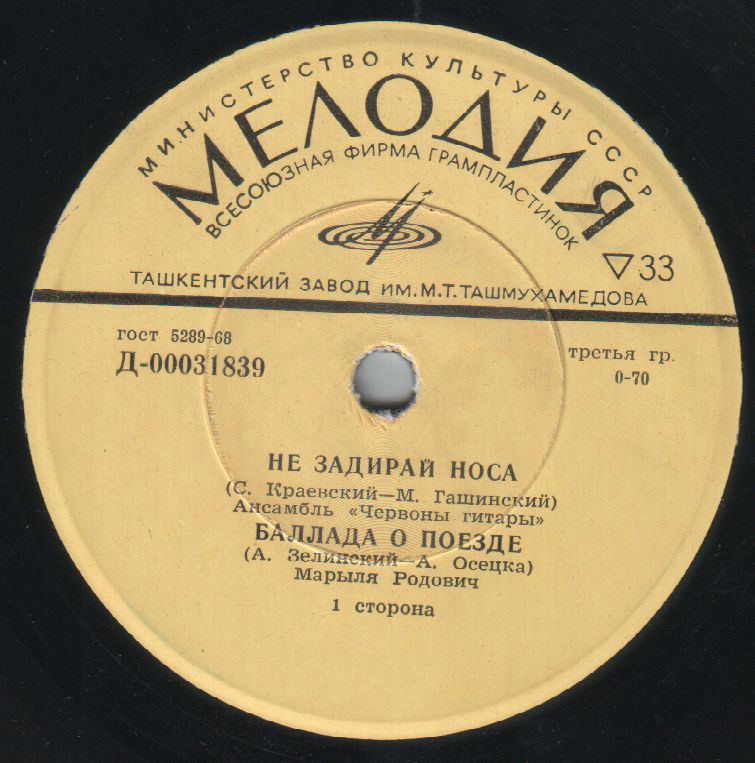 МИНИСТЕРСТВО КУЛЬТУРЫ СССР
МЕЛОДИЯ
ВСЕСОЮЗНАЯ ФИРМА ГРАМПЛАСТИНОК
▽33
ТАШКЕНТСКИЙ ЗАВОД ИМ. М.Т. ТАШМУХАМЕДОВА
гост 5289-68
Д-00031839
третья гр.
0-70
НЕ ЗАДИРАЙ НОСА
(С. Краевский—М. Гашинский)
Ансамбль «Червоны гитары»
БАЛЛАДА О ПОЕЗДЕ
(А. Зелинский—А. Осецка)
Марыля Родович
1 сторона